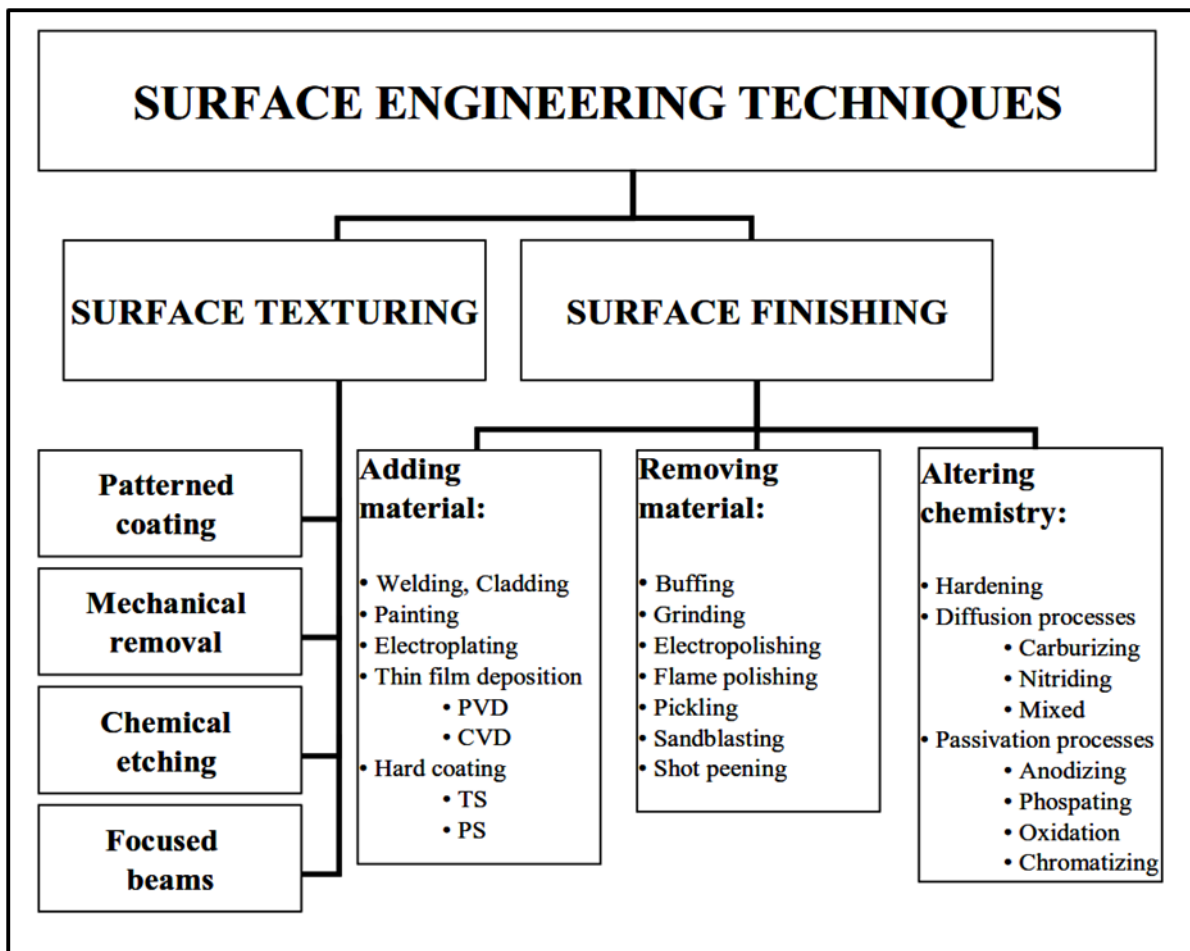 SURFACE ENGINEERING TECHNIQUES
SURFACE TEXTURING
SURFACE FINISHING
Patterned
coating
Mechanical
removal
Chemical
etching
Focused
beams
Adding
material:
• Welding, Cladding
• Painting
• Electroplating
• Thin film deposition
• PVD
• CVD
• Hard coating
• TS
• PS
Removing
material:
• Buffing
• Grinding
• Electropolishing
• Flame polishing
• Pickling
• Sandblasting
• Shot peening
Altering
chemistry:
• Hardening
• Diffusion processes
• Carburizing
• Nitriding
• Mixed
• Passivation processes
• Anodizing
• Phospating
• Oxidation
• Chromatizing